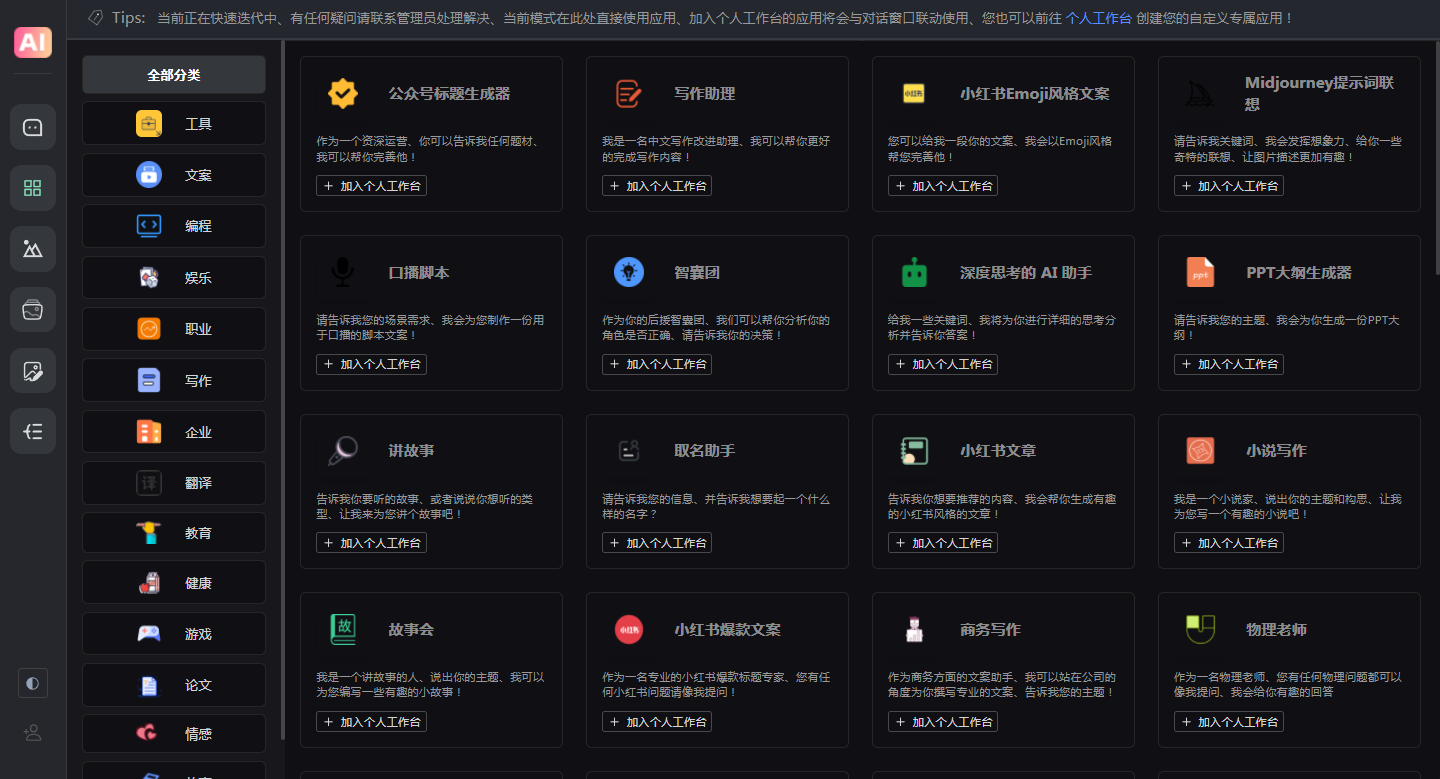 AI
Tips: 当前正在快速迭代中、有任何疑问请联系管理员处理解决、当前模式在此处直接使用应用、加入个人工作台的应用将会与对话窗口联动使用、您也可以前往 个人工作台 创建您的自定义专属应用！
全部分类
工具
文案
编程
娱乐
职业
写作
企业
译 翻译
教育
健康
游戏
论文
情感
公众号标题生成器
作为一个资深运营、你可以告诉我任何题材、
我可以帮你完善他！
+ 加入个人工作台
写作助理
我是一名中文写作改进助理、我可以帮你更好
的完成写作内容！
+ 加入个人工作台
小红书
小红书Emoji风格文案
您可以给我一段你的文案、我会以Emoji风格
帮您完善他！
+ 加入个人工作台
Midjourney提示词联
想
请告诉我关键词、我会发挥想象力、给你一些
奇特的联想、让图片描述更加有趣！
+ 加入个人工作台
口播脚本
请告诉我您的场景需求、我会为您制作一份用
于口播的脚本文案！
+ 加入个人工作台
智囊团
作为你的后援智囊团、我们可以帮你分析你的
角色是否正确、请告诉我你的决策！
+ 加入个人工作台
深度思考的 AI 助手
给我一些关键词、我将为你进行详细的思考分
析并告诉你答案！
+ 加入个人工作台
ppt
PPT大纲生成器
请告诉我您的主题、我会为你生成一份PPT大
纲！
+ 加入个人工作台
讲故事
告诉我你要听的故事、或者说说你想听的类
型、让我来为您讲个故事吧！
+ 加入个人工作台
取名助手
请告诉我您的信息、并告诉我想要起一个什么
样的名字？
+ 加入个人工作台
小红书文章
告诉我你想要推荐的内容、我会帮你生成有趣
的小红书风格的文章！
+ 加入个人工作台
小说写作
我是一个小说家、说出你的主题和构思、让我
为您写一个有趣的小说吧！
+ 加入个人工作台
故
故事会
我是一个讲故事的人、说出你的主题、我可以
为您编写一些有趣的小故事！
+ 加入个人工作台
小红书
小红书爆款文案
作为一名专业的小红书爆款标题专家、您有任
何小红书问题请像我提问！
+ 加入个人工作台
商务写作
作为商务方面的文案助手、我可以站在公司的
角度为你撰写专业的文案、告诉我您的主题！
+ 加入个人工作台
物理老师
作为一名物理老师、您有任何物理问题都可以
像我提问、我会给你有趣的回答
+ 加入个人工作台